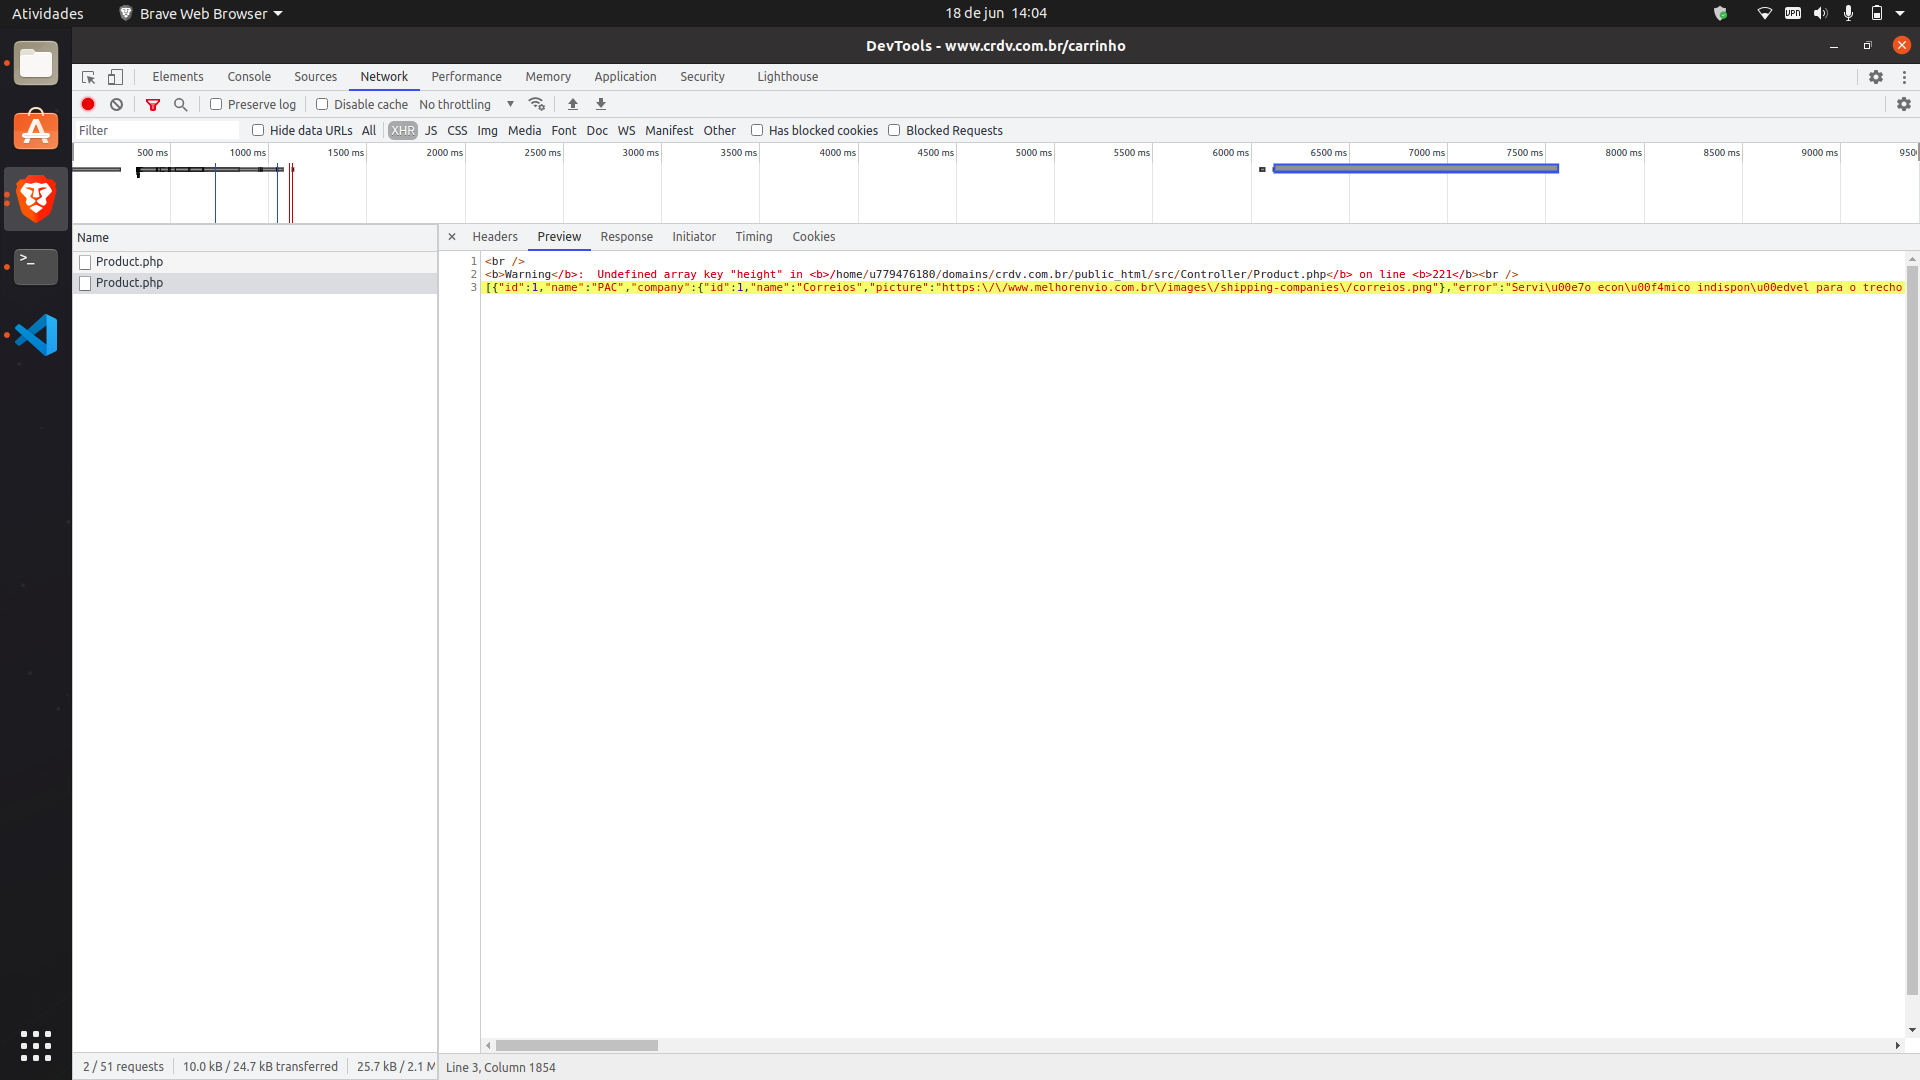 Atividades
Brave Web Browser
18 de jun 14:04
VPN
DevTools - www.crdv.com.br/carrinho
Elements
Console
Sources
Network
Performance
Memory
Application
Security
Lighthouse
Preserve log
Disable cache
No throttling
Filter
Hide data URLs
All
XHR
JS
CSS
Img
Media
Font
Doc
WS
Manifest
Other
Has blocked cookies
Blocked Requests
500 ms
1000 ms
1500 ms
2000 ms
2500 ms
3000 ms
3500 ms
4000 ms
4500 ms
5000 ms
5500 ms
6000 ms
6500 ms
7000 ms
7500 ms
8000 ms
8500 ms
9000 ms
950
Name
Product.php
Product.php
Headers
Preview
Response
Initiator
Timing
Cookies
1 <br />
2 <b>Warning</b>:  Undefined array key "height" in <b>/home/u779476180/domains/crdv.com.br/public_html/src/Controller/Product.php</b> on line <b>221</b><br />
3 [{"id":1,"name":"PAC","company":{"id":1,"name":"Correios","picture":"https:\/\/www.melhorenvio.com.br\/images\/shipping-companies\/correios.png"},"error":"Servi\u00e7o econ\u00f4mico indispon\u00edvel para o trecho
2 / 51 requests
10.0 kB / 24.7 kB transferred
25.7 kB / 2.1 M
Line 3, Column 1854